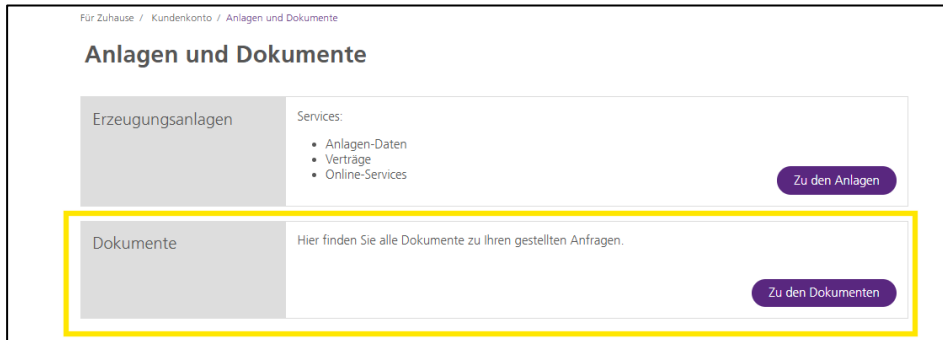 Für Zuhause / Kundenkonto / Anlagen und Dokumente
Anlagen und Dokumente
Erzeugungsanlagen
Services:
• Anlagen-Daten
• Verträge
• Online-Services
Zu den Anlagen
Dokumente
Hier finden Sie alle Dokumente zu Ihren gestellten Anfragen.
Zu den Dokumenten